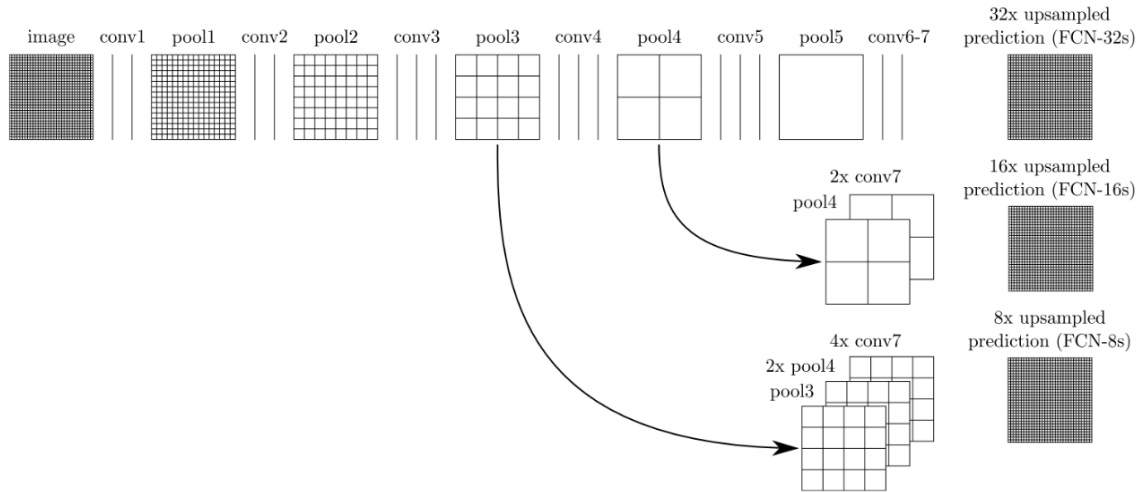 32x upsampled
image conv1 pool1 conv2 pool2 conv3 pool3 conv4 pool4 conv5 pool5 conv6-7 prediction (FCN-32s)
16x upsampled
2x conv7 prediction (FCN-16s)
pool4
8x upsampled
4x conv7 prediction (FCN-8s)
2x pool4
pool3